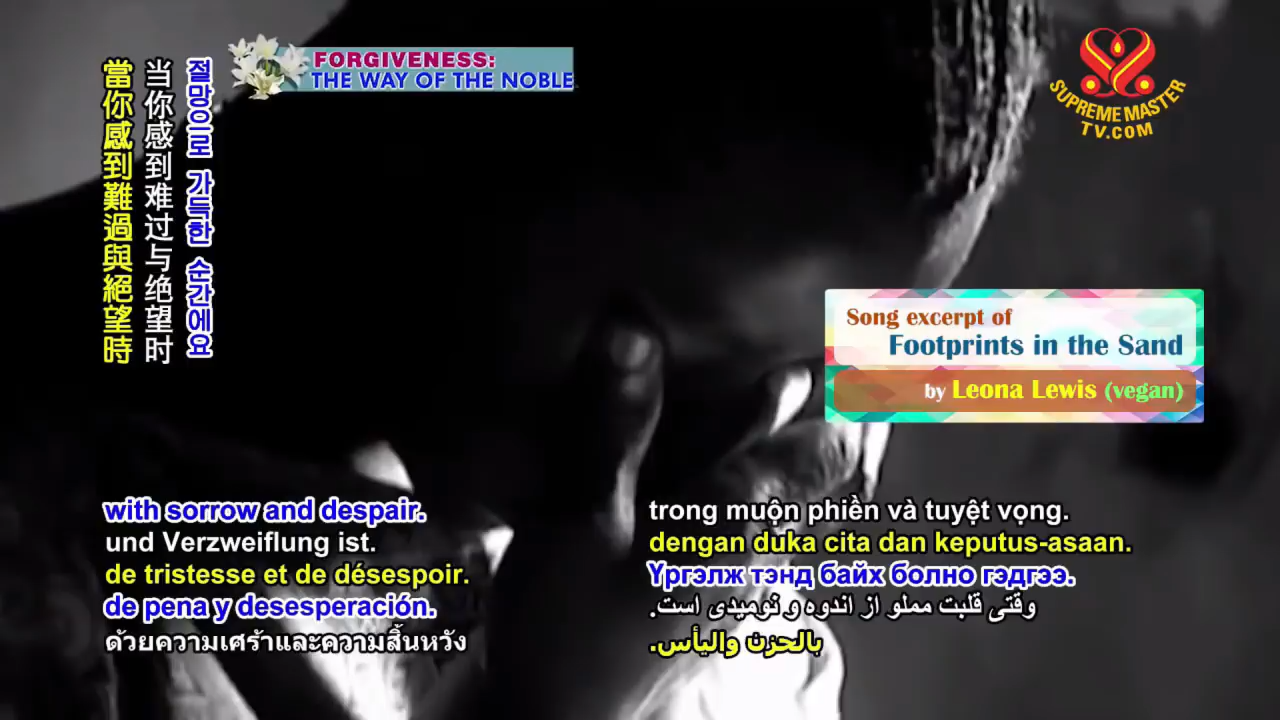 FORGIVENESS:
THE WAY OF THE NOBLE
SUPREME MASTER
TV.COM
當你感到難過與絕望時
当你感到难过与绝望时
절망으로 가득한 순간에요
Song excerpt of
Footprints in the Sand
by Leona Lewis (vegan)
with sorrow and despair.
und Verzweiflung ist.
de tristesse et de désespoir.
de pena y desesperación.
ด้วยความเศร้าและความสิ้นหวัง
trong muộn phiền và tuyệt vọng.
dengan duka cita dan keputus-asaan.
Үргэлж тэнд байх болно гэдгээ.
وقتی قلبت مملو از اندوه و نومیدی است.
بالحزن واليأس.